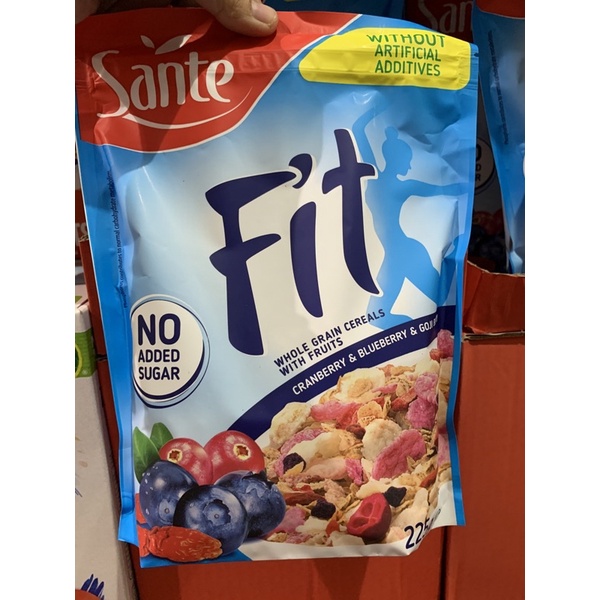 Sante
WITHOUT
ARTIFICIAL
ADDITIVES
Fit
WHOLE GRAIN CEREALS
WITH FRUITS
CRANBERRY & BLUEBERRY & GOJI
NO
ADDED
SUGAR
225